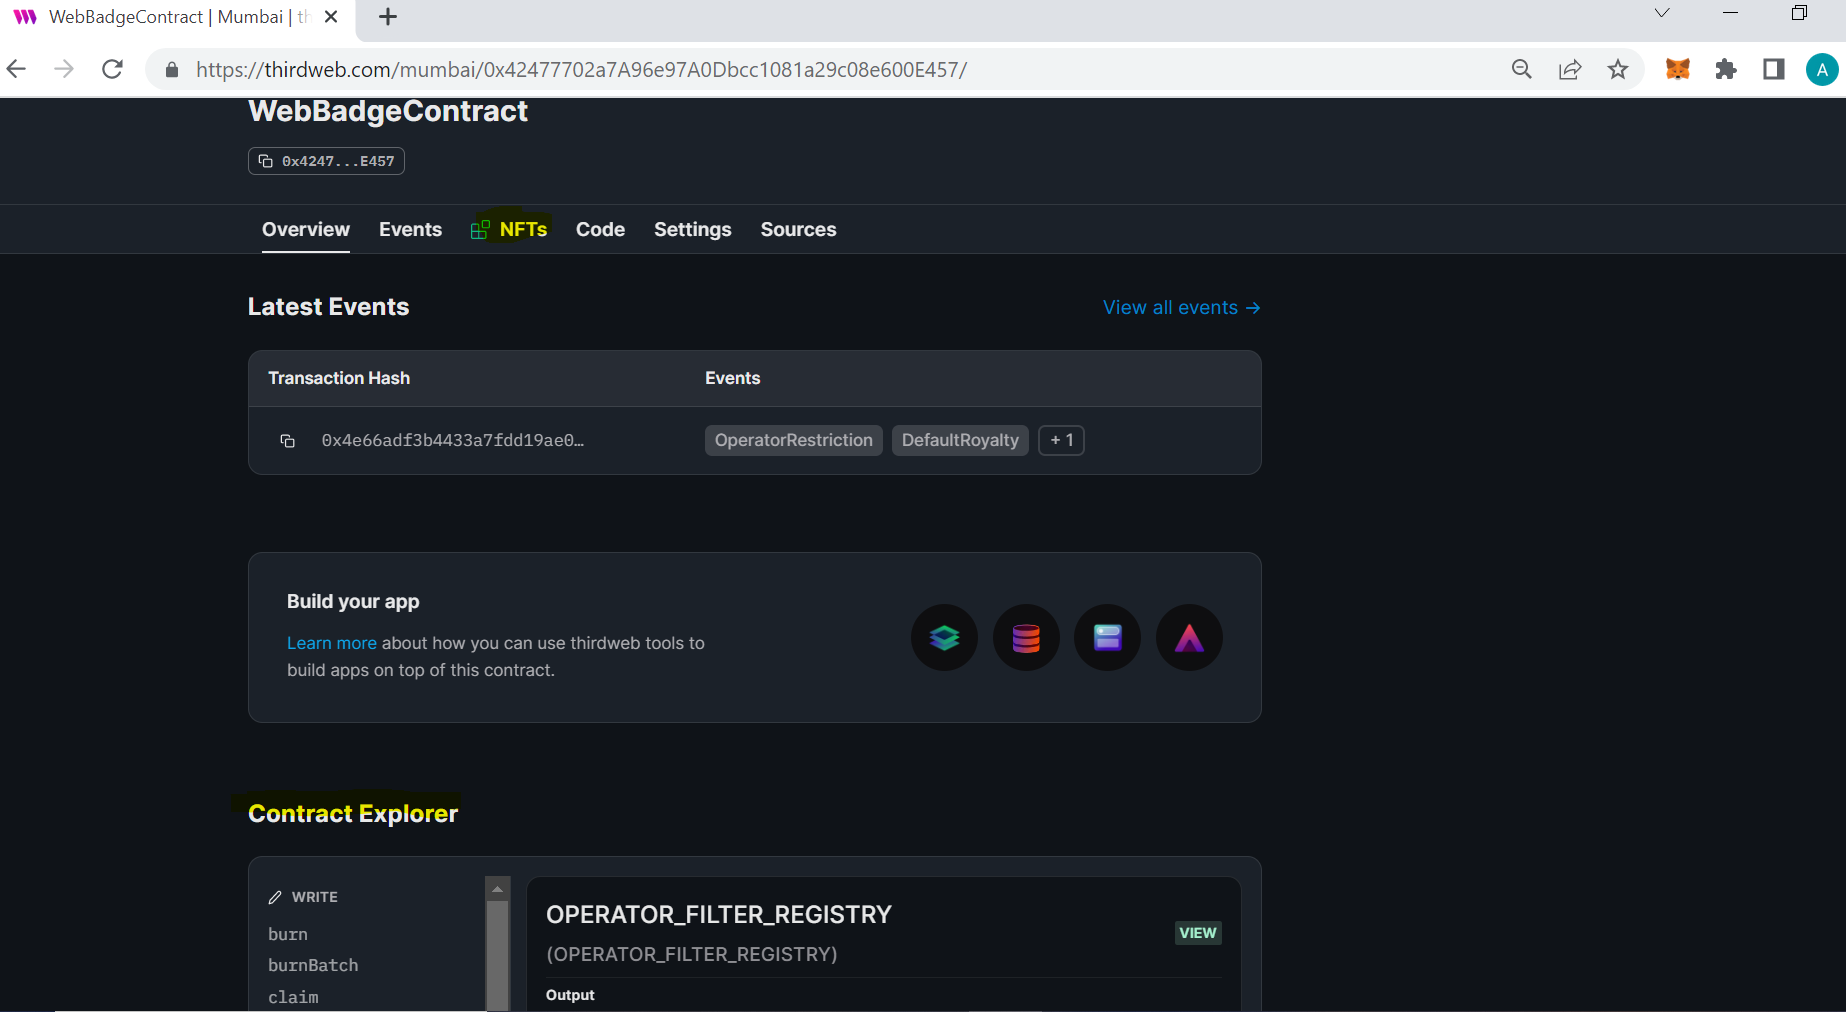 WebBadgeContract | Mumbai | th
https://thirdweb.com/mumbai/0x42477702a7A96e97A0Dbcc1081a29c08e600E457/
A
WebBadgeContract
0x4247...E457
Overview Events NFTs Code Settings Sources
Latest Events
View all events →
Transaction Hash Events
0x4e66adf3b4433a7fdd19ae0… OperatorRestriction DefaultRoyalty + 1
Build your app
Learn more about how you can use thirdweb tools to
build apps on top of this contract.
Contract Explorer
WRITE
burn
burnBatch
claim
OPERATOR_FILTER_REGISTRY
(OPERATOR_FILTER_REGISTRY)
VIEW
Output